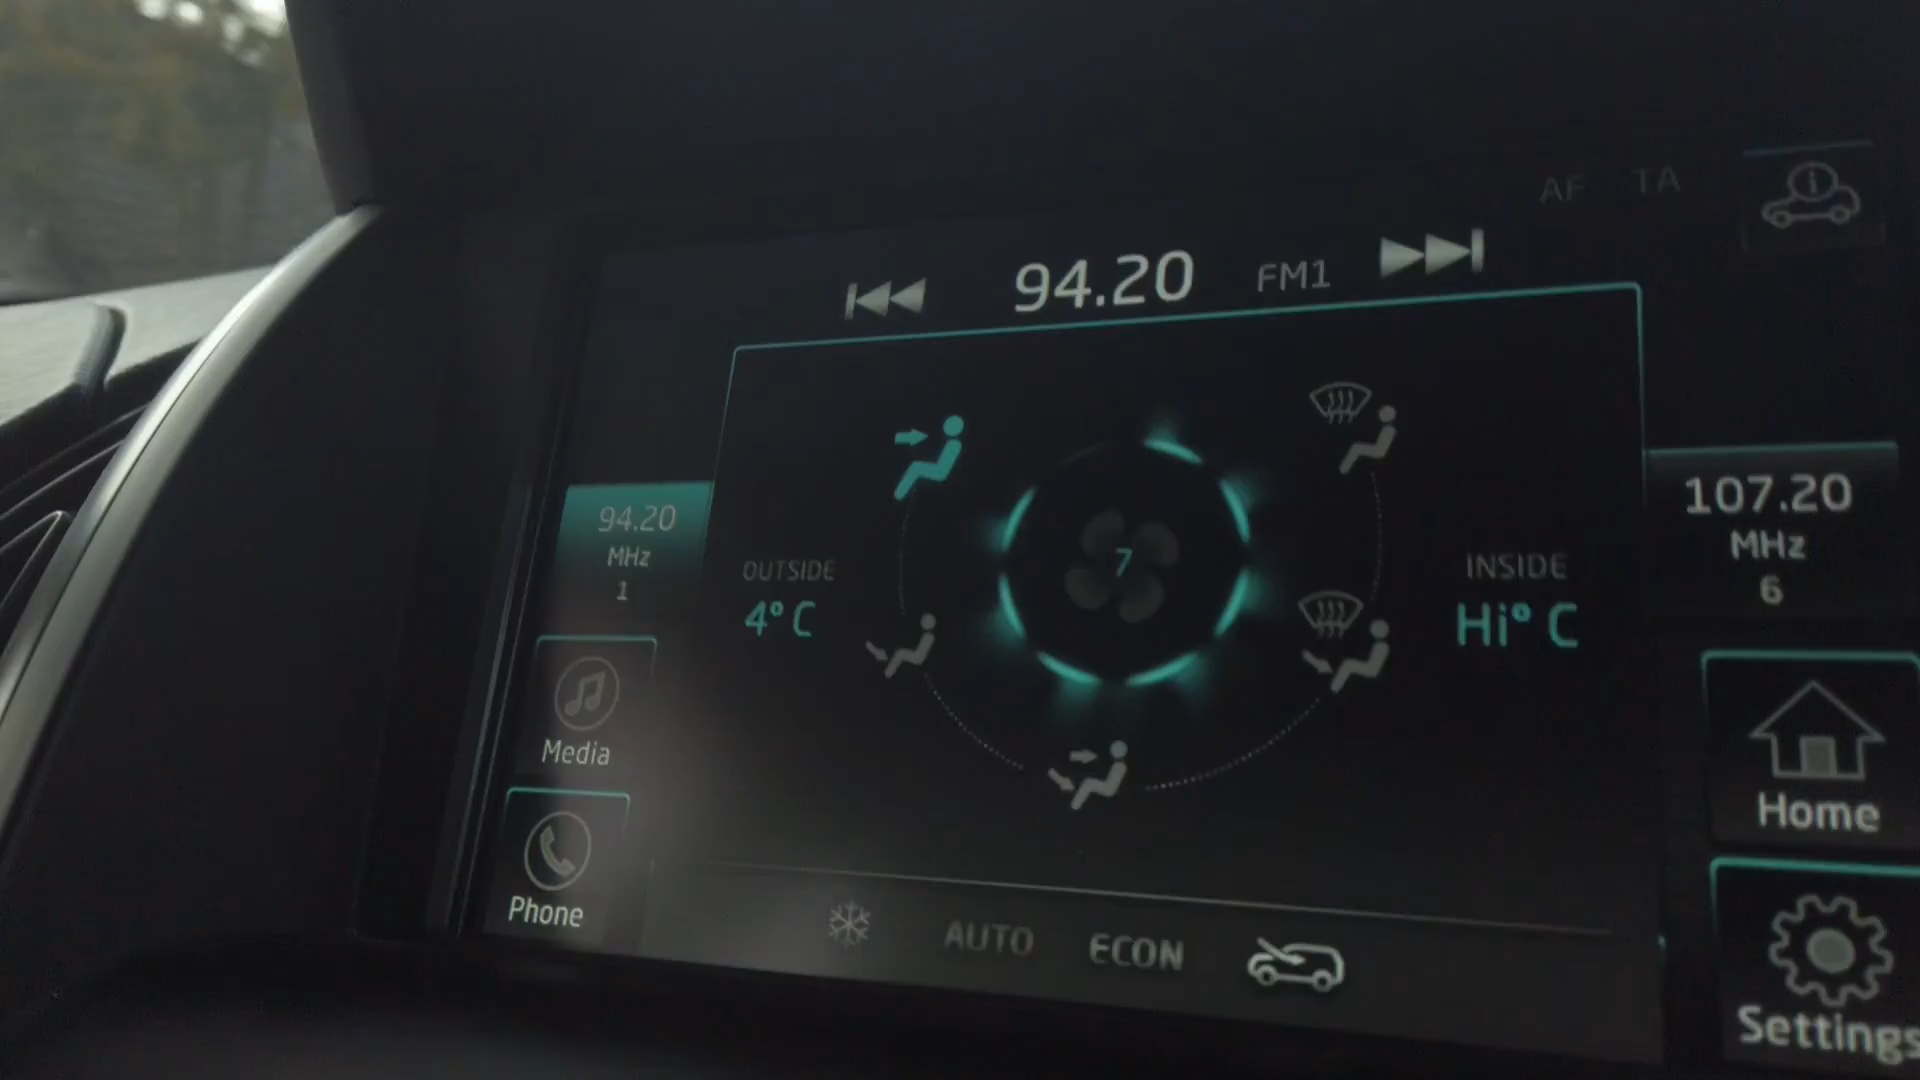 AF TA
94.20 FM1
94.20
MHz
1
OUTSIDE
4° C
7
INSIDE
Hi° C
107.20
MHz
6
Media
Phone
Home
Settings
AUTO ECON